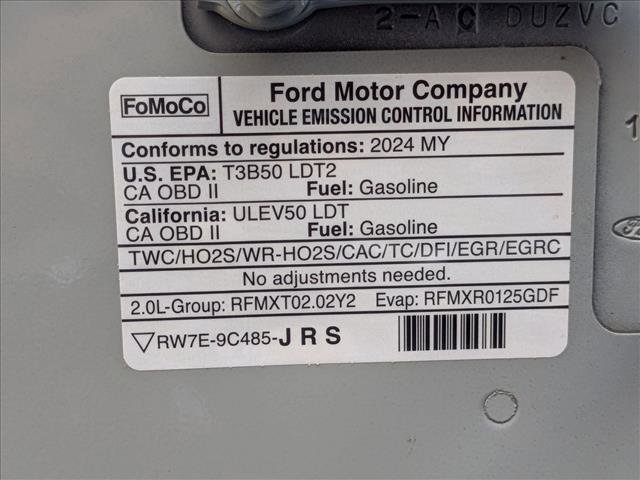 2-AC DUZVC
FoMoCo
Ford Motor Company
VEHICLE EMISSION CONTROL INFORMATION
Conforms to regulations: 2024 MY
U.S. EPA: T3B50 LDT2
CA OBD II Fuel: Gasoline
California: ULEV50 LDT
CA OBD II Fuel: Gasoline
TWC/HO2S/WR-HO2S/CAC/TC/DFI/EGR/EGRC
No adjustments needed.
2.0L-Group: RFMXT02.02Y2 Evap: RFMXR0125GDF
RW7E-9C485-J R S